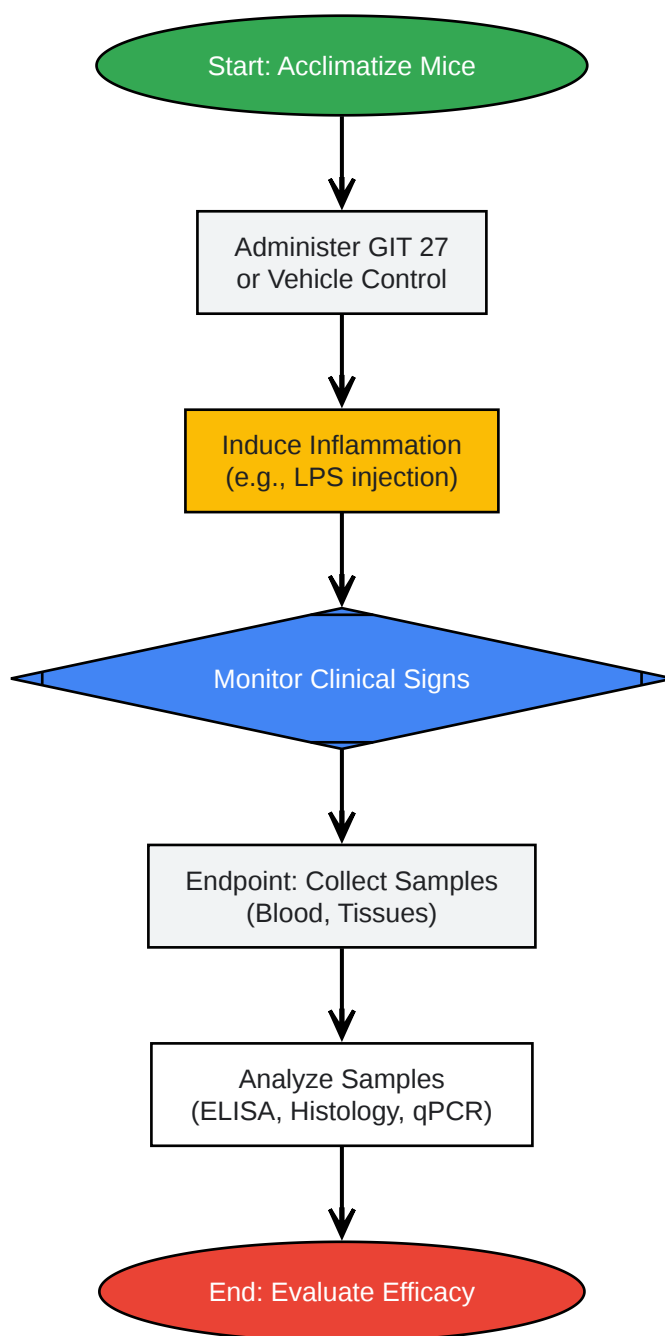 Start: Acclimatize Mice
Administer GIT 27
or Vehicle Control
Induce Inflammation
(e.g., LPS injection)
Monitor Clinical Signs
Endpoint: Collect Samples
(Blood, Tissues)
Analyze Samples
(ELISA, Histology, qPCR)
End: Evaluate Efficacy